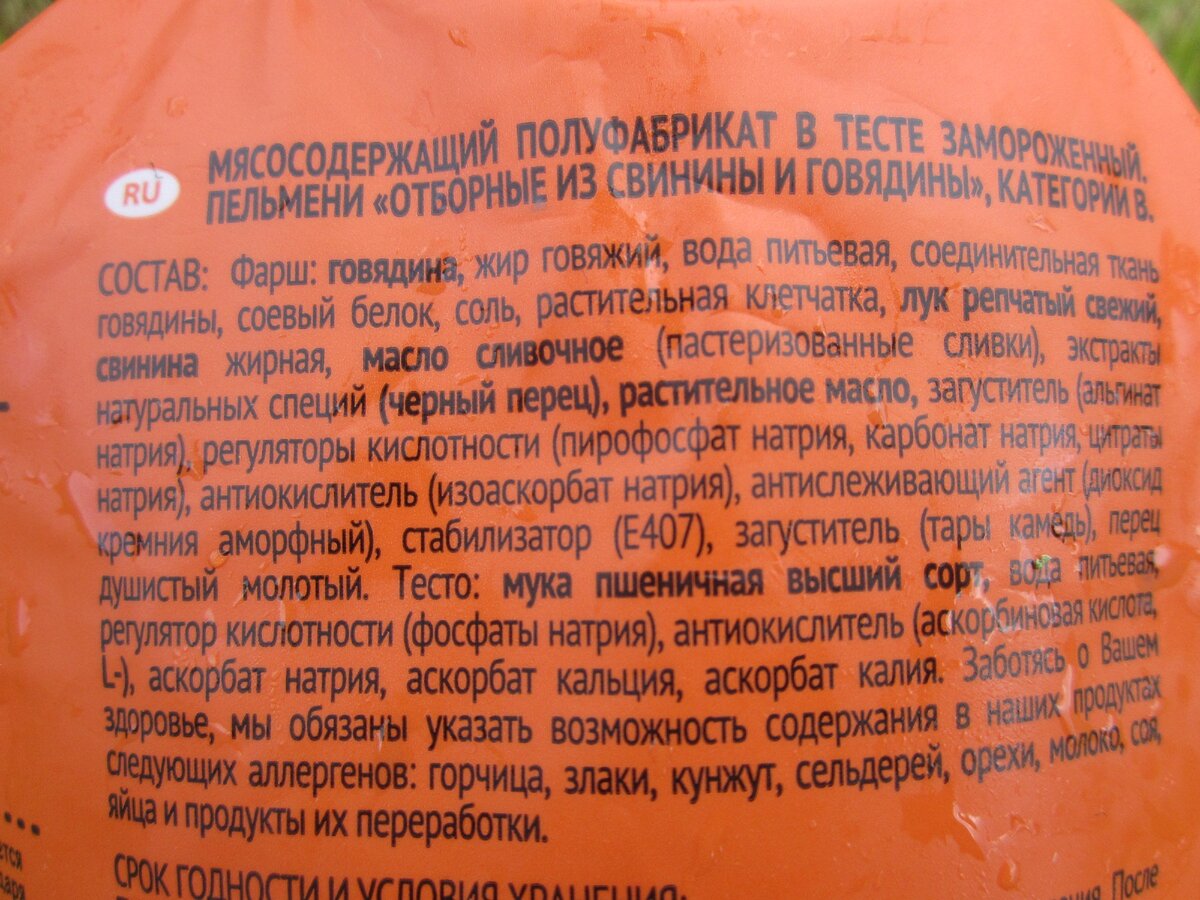 RU
МЯСОСОДЕРЖАЩИЙ ПОЛУФАБРИКАТ В ТЕСТЕ ЗАМОРОЖЕННЫЙ.
ПЕЛЬМЕНИ «ОТБОРНЫЕ ИЗ СВИНИНЫ И ГОВЯДИНЫ», КАТЕГОРИИ В.
СОСТАВ: Фарш: говядина, жир говяжий, вода питьевая, соединительная ткань
говядины, соевый белок, соль, растительная клетчатка, лук репчатый свежий,
свинина жирная, масло сливочное (пастеризованные сливки), экстракты
натуральных специй (черный перец), растительное масло, загуститель (альгинат
натрия), регуляторы кислотности (пирофосфат натрия, карбонат натрия, цитраты
натрия), антиокислитель (изоаскорбат натрия), антислеживающий агент (диоксид
кремния аморфный), стабилизатор (Е407), загуститель (тары камедь), перец
душистый молотый. Тесто: мука пшеничная высший сорт, вода питьевая,
регулятор кислотности (фосфаты натрия), антиокислитель (аскорбиновая кислота,
L-), аскорбат натрия, аскорбат кальция, аскорбат калия. Заботясь о Вашем
здоровье, мы обязаны указать возможность содержания в наших продуктах
следующих аллергенов: горчица, злаки, кунжут, сельдерей, орехи, молоко, соя,
яйца и продукты их переработки.
СРОК ГОДНОСТИ И УСЛОВИЯ ХРАНЕНИЯ:
После